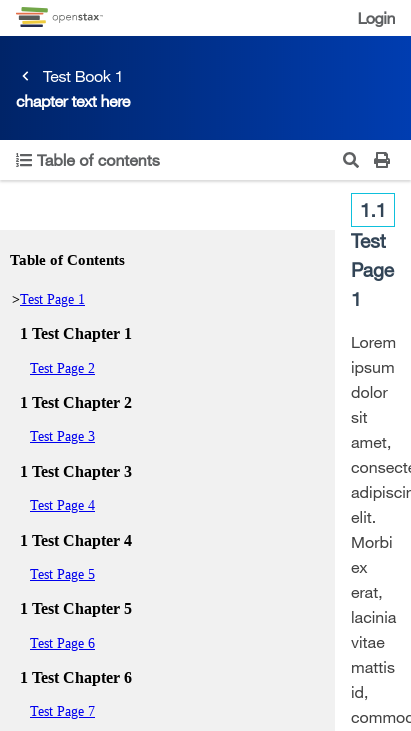 openstax™
Login
Test Book 1
chapter text here
Table of contents
1.1
Test
Page
1
Table of Contents
>Test Page 1
1 Test Chapter 1
Test Page 2
1 Test Chapter 2
Test Page 3
1 Test Chapter 3
Test Page 4
1 Test Chapter 4
Test Page 5
1 Test Chapter 5
Test Page 6
1 Test Chapter 6
Test Page 7
Lorem
ipsum
dolor
sit
amet,
consecte
adipiscin
elit.
Morbi
ex
erat,
lacinia
vitae
mattis
id,
commod